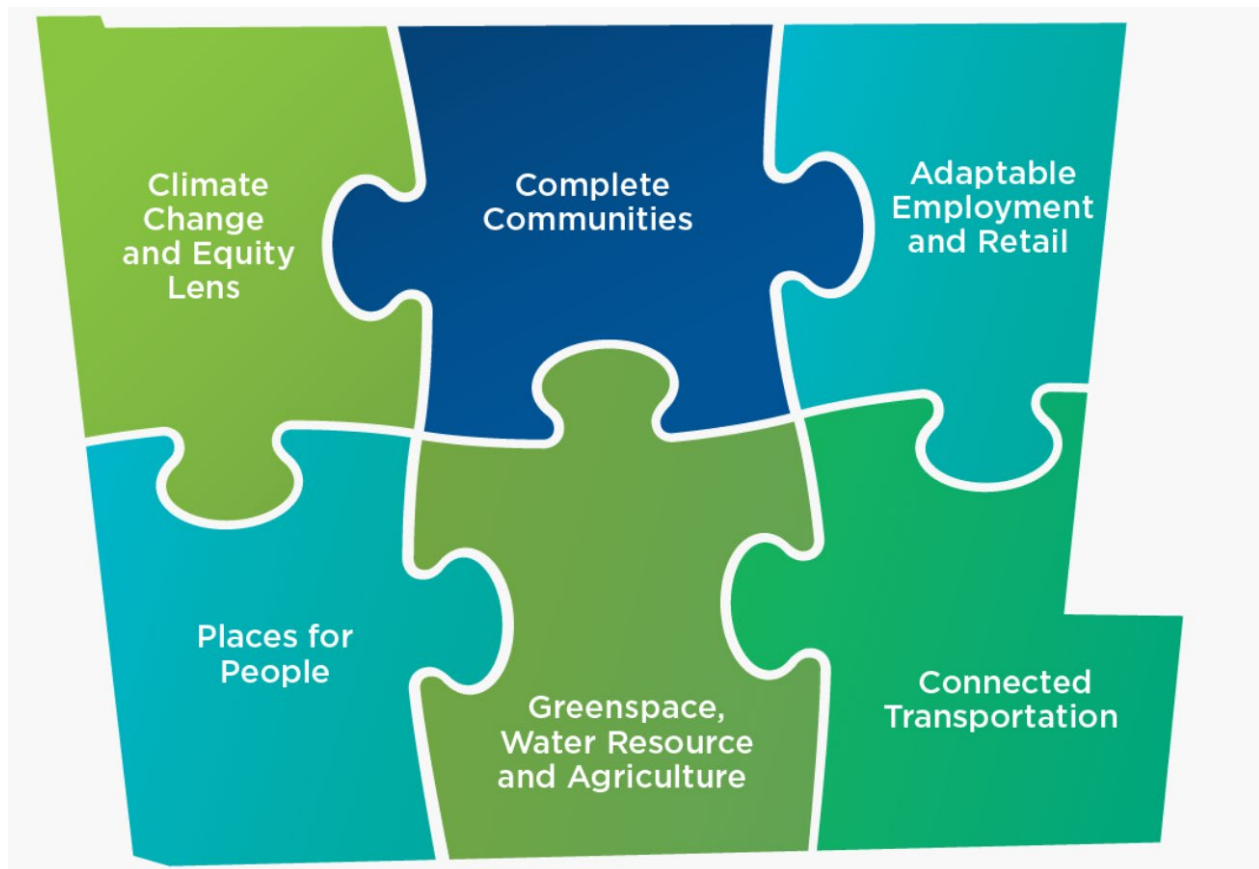 Climate
Change
and Equity
Lens
Complete
Communities
Adaptable
Employment
and Retail
Places for
People
Greenspace,
Water Resource
and Agriculture
Connected
Transportation